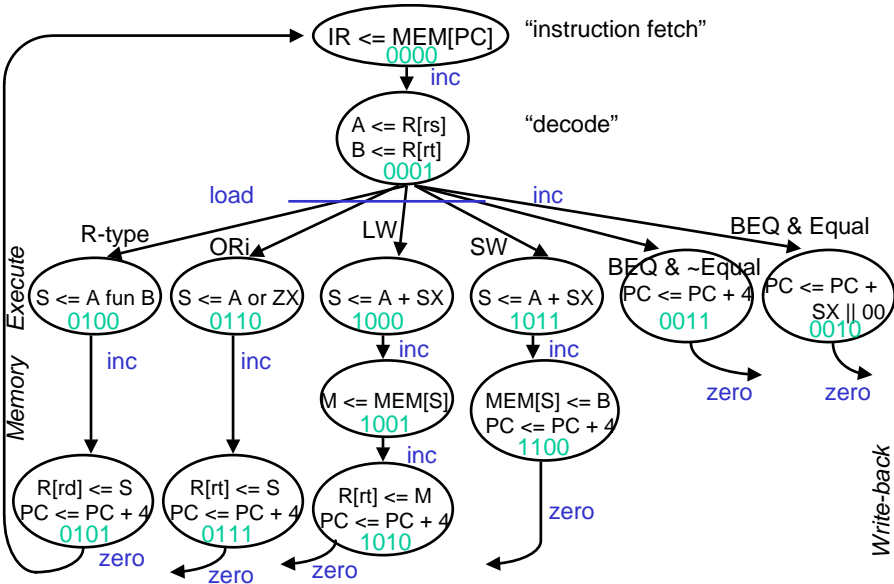 IR <= MEM[PC]
0000
"instruction fetch"
inc
A <= R[rs]
B <= R[rt]
0001
"decode"
load
inc
R-type
ORi
LW
SW
BEQ & ~Equal
BEQ & Equal
Execute
S <= A fun B
0100
S <= A or ZX
0110
S <= A + SX
1000
S <= A + SX
1011
PC <= PC + 4
0011
PC <= PC +
SX || 00
0010
inc
inc
inc
inc
zero
zero
Memory
M <= MEM[S]
1001
MEM[S] <= B
PC <= PC + 4
1100
inc
R[rd] <= S
PC <= PC + 4
0101
R[rt] <= S
PC <= PC + 4
0111
R[rt] <= M
PC <= PC + 4
1010
zero
Write-back
zero
zero
zero